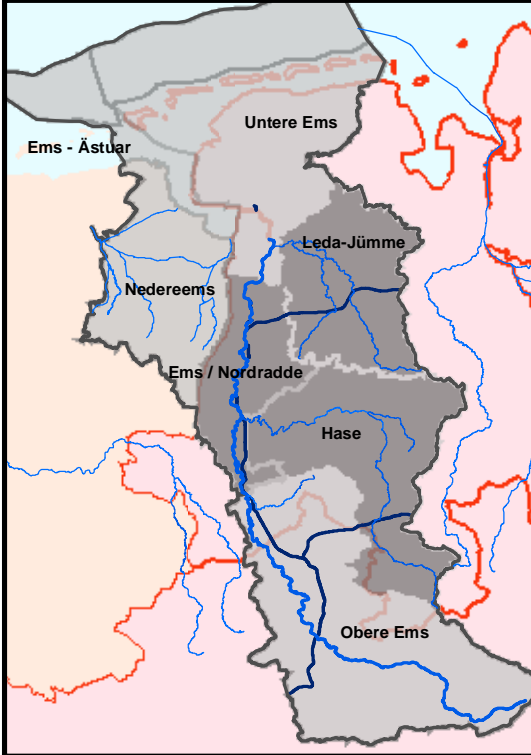 Untere Ems
Ems - Ästuar
Leda-Jümme
Nedereems
Ems / Nordradde
Hase
Obere Ems